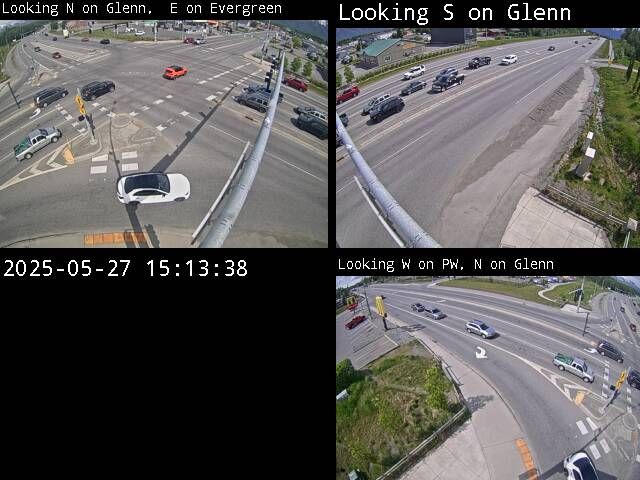 Looking N on Glenn,  E on Evergreen
Looking S on Glenn
2025-05-27 15:13:38
Looking W on PW, N on Glenn